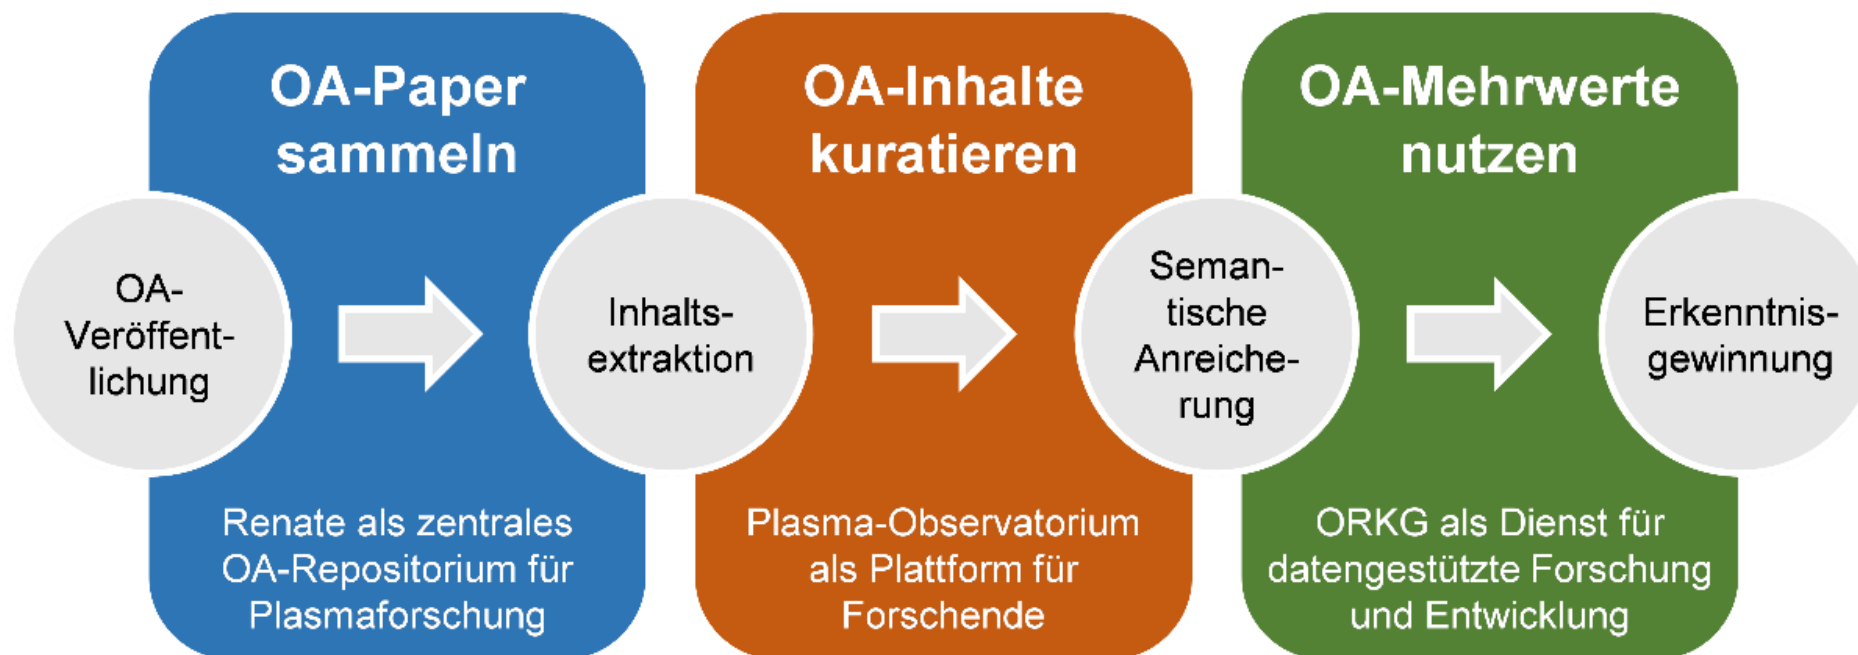 OA-Paper
sammeln
OA-Inhalte
kuratieren
OA-Mehrwerte
nutzen
OA-
Veröffent-
lichung
Inhalts-
extraktion
Seman-
tische
Anreiche-
rung
Erkenntnis-
gewinnung
Renate als zentrales
OA-Repositorium für
Plasmaforschung
Plasma-Observatorium
als Plattform für
Forschende
ORKG als Dienst für
datengestützte Forschung
und Entwicklung